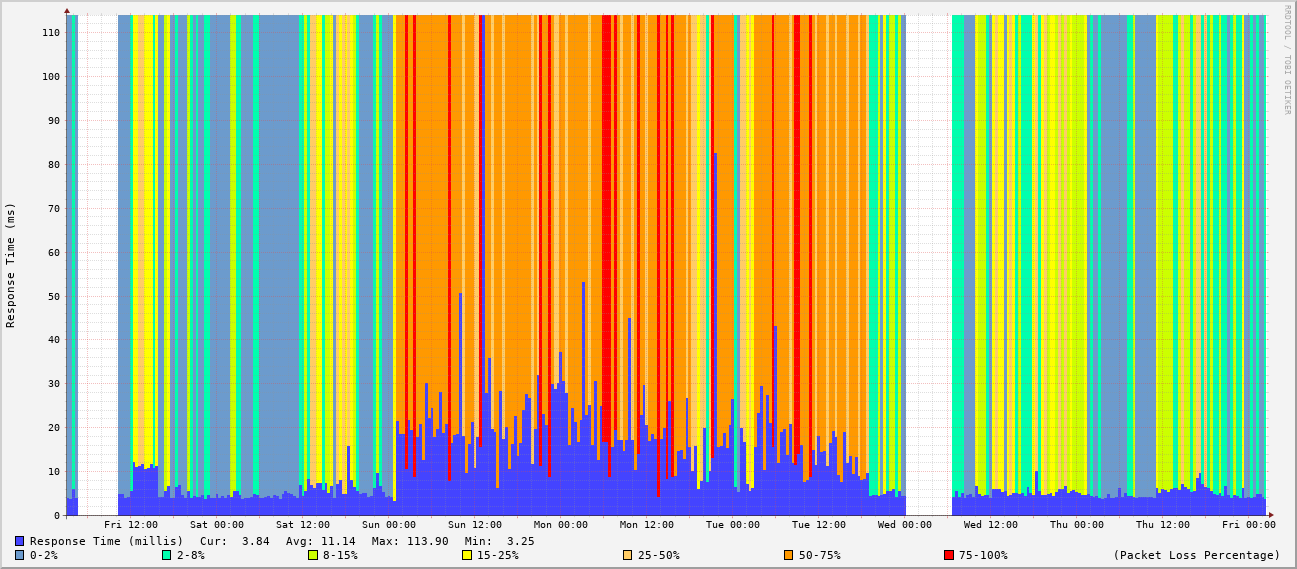 RRDTOOL / TOBI OETIKER
Response Time (ms)
110
100
90
80
70
60
50
40
30
20
10
0
Fri 12:00 Sat 00:00 Sat 12:00 Sun 00:00 Sun 12:00 Mon 00:00 Mon 12:00 Tue 00:00 Tue 12:00 Wed 00:00 Wed 12:00 Thu 00:00 Thu 12:00 Fri 00:00
Response Time (millis) Cur: 3.84 Avg: 11.14 Max: 113.90 Min: 3.25
0-2% 2-8% 8-15% 15-25% 25-50% 50-75% 75-100% (Packet Loss Percentage)